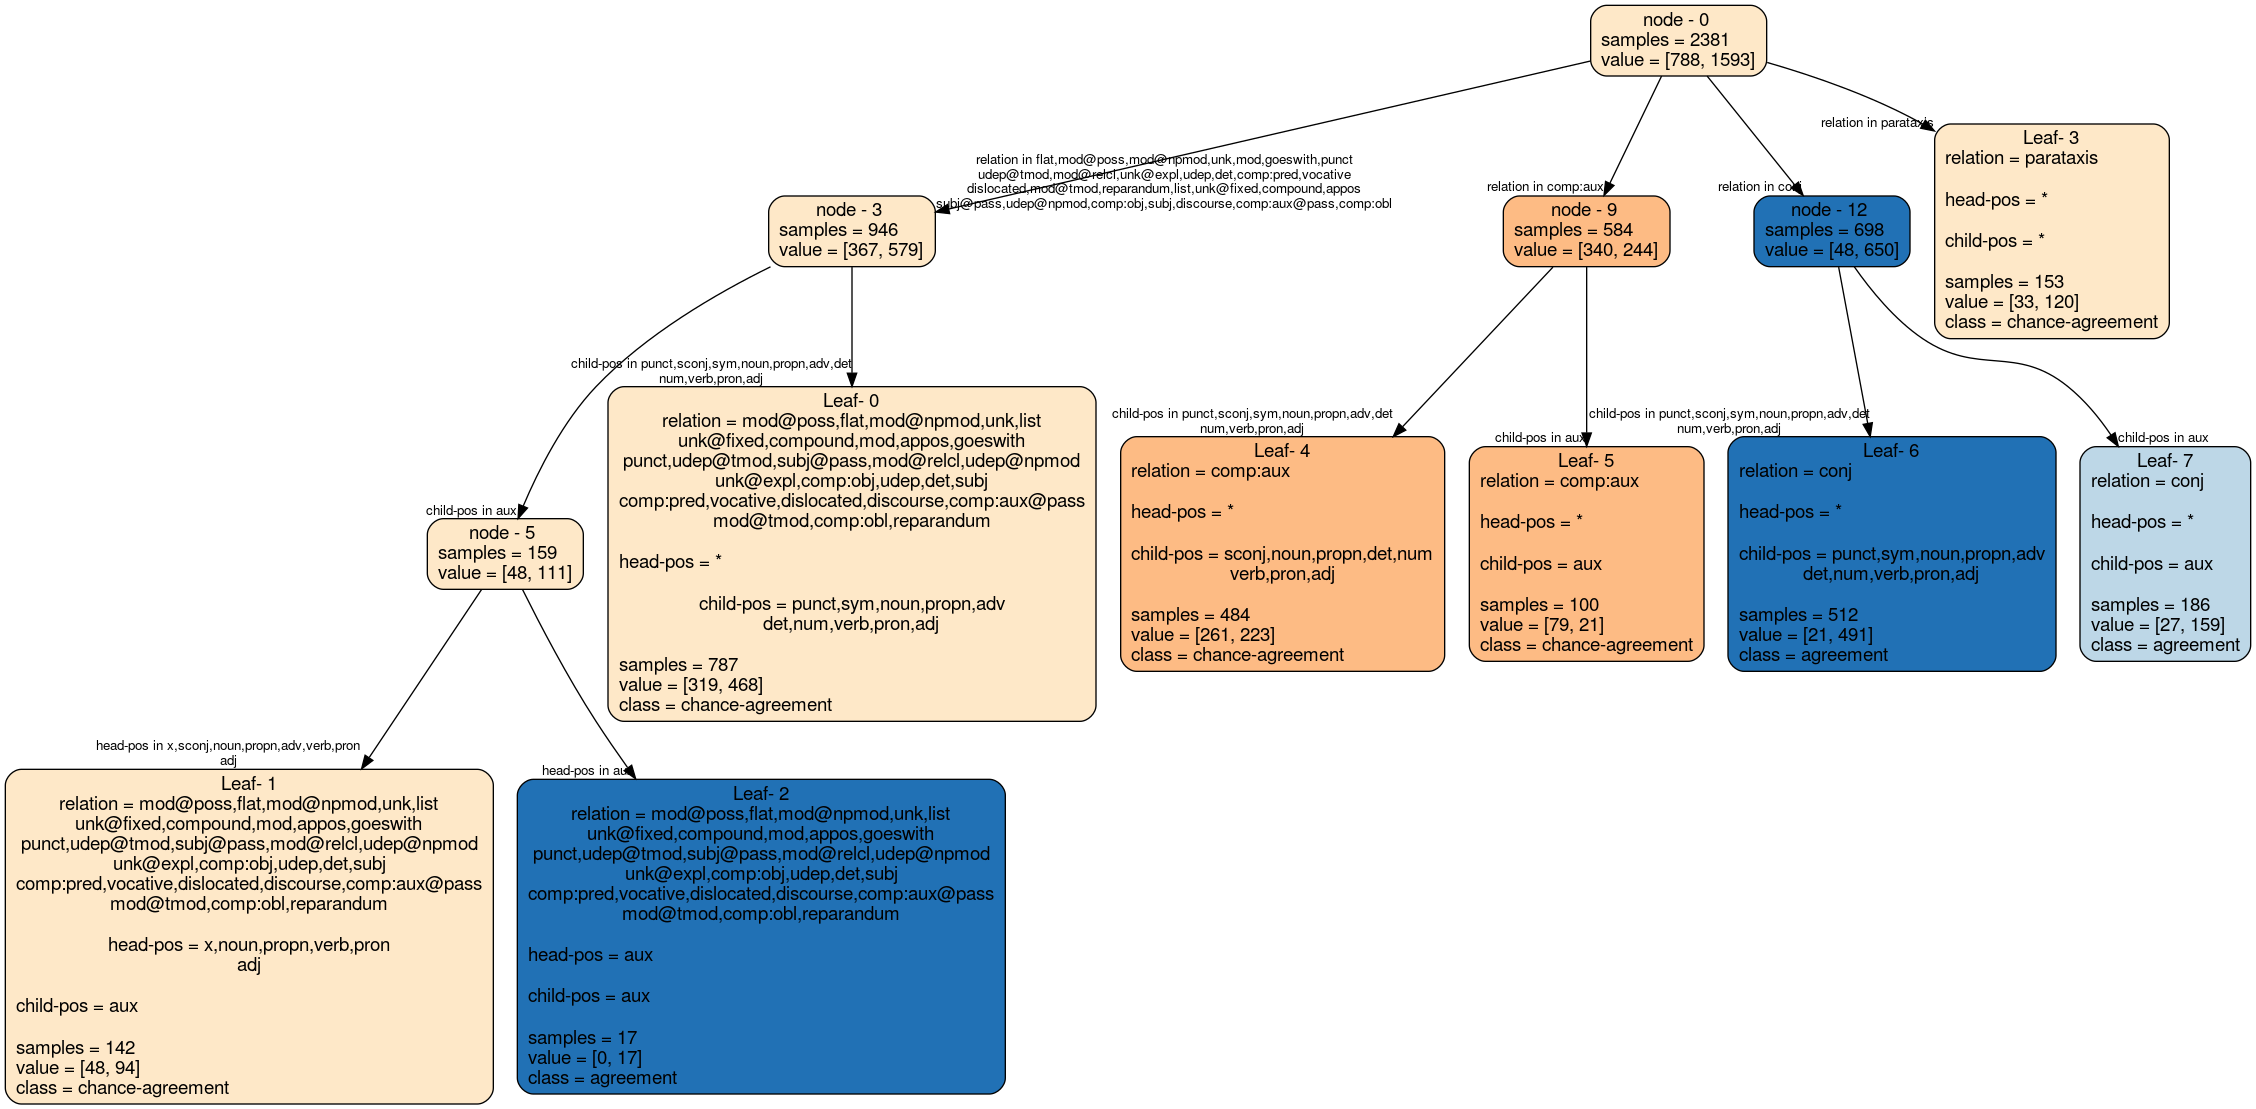 node - 0
samples = 2381
value = [788, 1593]
relation in parataxis
Leaf- 3
relation = parataxis
head-pos = *
child-pos = *
samples = 153
value = [33, 120]
class = chance-agreement
relation in flat,mod@poss,mod@npmod,unk,mod,goeswith,punct
udep@tmod,mod@relcl,unk@expl,udep,det,comp:pred,vocative
dislocated,mod@tmod,reparandum,list,unk@fixed,compound,appos
subj@pass,udep@npmod,comp:obj,subj,discourse,comp:aux@pass,comp:obl
node - 3
samples = 946
value = [367, 579]
relation in comp:aux
node - 9
samples = 584
value = [340, 244]
relation in conj
node - 12
samples = 698
value = [48, 650]
child-pos in punct,sconj,sym,noun,propn,adv,det
num,verb,pron,adj
Leaf- 0
relation = mod@poss,flat,mod@npmod,unk,list
unk@fixed,compound,mod,appos,goeswith
punct,udep@tmod,subj@pass,mod@relcl,udep@npmod
unk@expl,comp:obj,udep,det,subj
comp:pred,vocative,dislocated,discourse,comp:aux@pass
mod@tmod,comp:obl,reparandum
head-pos = *
child-pos = punct,sym,noun,propn,adv
det,num,verb,pron,adj
samples = 787
value = [319, 468]
class = chance-agreement
child-pos in punct,sconj,sym,noun,propn,adv,det
num,verb,pron,adj
Leaf- 4
relation = comp:aux
head-pos = *
child-pos = sconj,noun,propn,det,num
verb,pron,adj
samples = 484
value = [261, 223]
class = chance-agreement
child-pos in aux
Leaf- 5
relation = comp:aux
head-pos = *
child-pos = aux
samples = 100
value = [79, 21]
class = chance-agreement
child-pos in punct,sconj,sym,noun,propn,adv,det
num,verb,pron,adj
Leaf- 6
relation = conj
head-pos = *
child-pos = punct,sym,noun,propn,adv
det,num,verb,pron,adj
samples = 512
value = [21, 491]
class = agreement
child-pos in aux
Leaf- 7
relation = conj
head-pos = *
child-pos = aux
samples = 186
value = [27, 159]
class = agreement
child-pos in aux
node - 5
samples = 159
value = [48, 111]
head-pos in x,sconj,noun,propn,adv,verb,pron
adj
Leaf- 1
relation = mod@poss,flat,mod@npmod,unk,list
unk@fixed,compound,mod,appos,goeswith
punct,udep@tmod,subj@pass,mod@relcl,udep@npmod
unk@expl,comp:obj,udep,det,subj
comp:pred,vocative,dislocated,discourse,comp:aux@pass
mod@tmod,comp:obl,reparandum
head-pos = x,noun,propn,verb,pron
adj
child-pos = aux
samples = 142
value = [48, 94]
class = chance-agreement
head-pos in aux
Leaf- 2
relation = mod@poss,flat,mod@npmod,unk,list
unk@fixed,compound,mod,appos,goeswith
punct,udep@tmod,subj@pass,mod@relcl,udep@npmod
unk@expl,comp:obj,udep,det,subj
comp:pred,vocative,dislocated,discourse,comp:aux@pass
mod@tmod,comp:obl,reparandum
head-pos = aux
child-pos = aux
samples = 17
value = [0, 17]
class = agreement